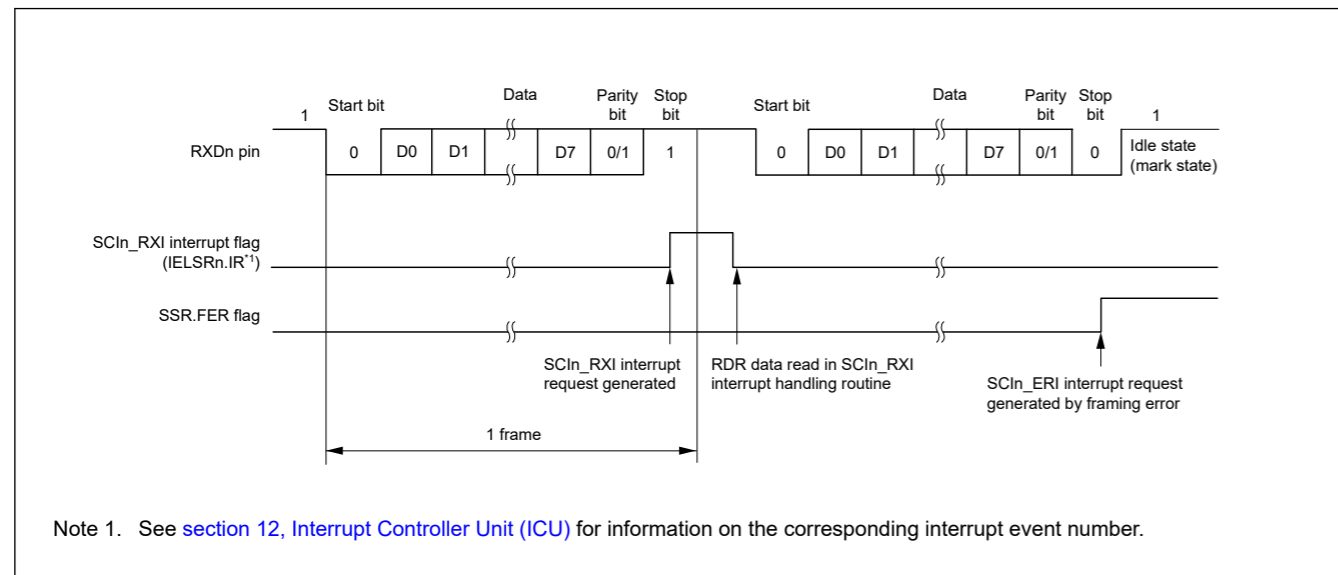 1 Start bit Data Parity bit Stop bit Start bit Data Parity bit Stop bit 1
RXDn pin 0 D0 D1 D7 0/1 1 0 D0 D1 D7 0/1 0 Idle state (mark state)
SCIn_RXI interrupt flag
(IELSRn.IR*1)
SSR.FER flag
SCIn_RXI interrupt
request generated
RDR data read in SCIn_RXI
interrupt handling routine
SCIn_ERI interrupt request
generated by framing error
1 frame
Note 1. See section 12, Interrupt Controller Unit (ICU) for information on the corresponding interrupt event number.